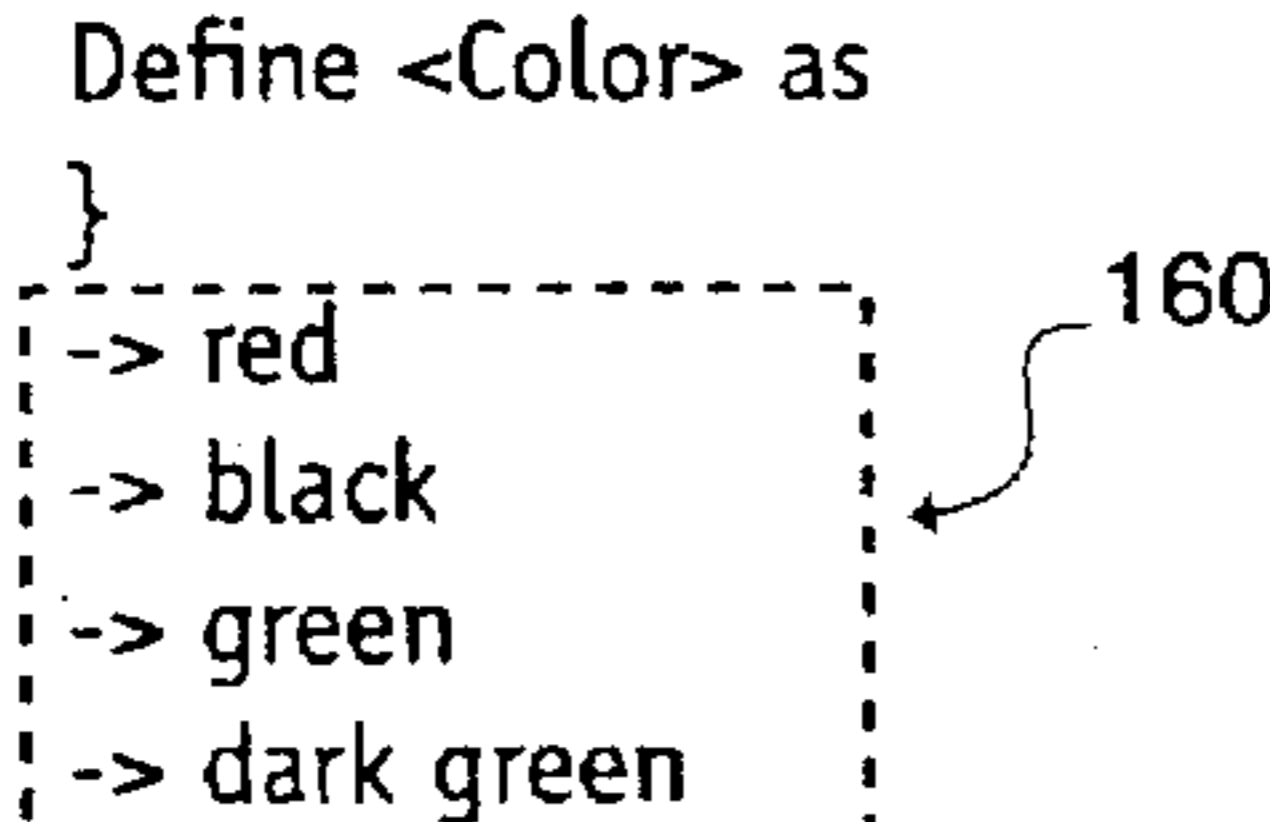 Define <Color> as
}
-> red
160
-> black
-> green
-> dark green